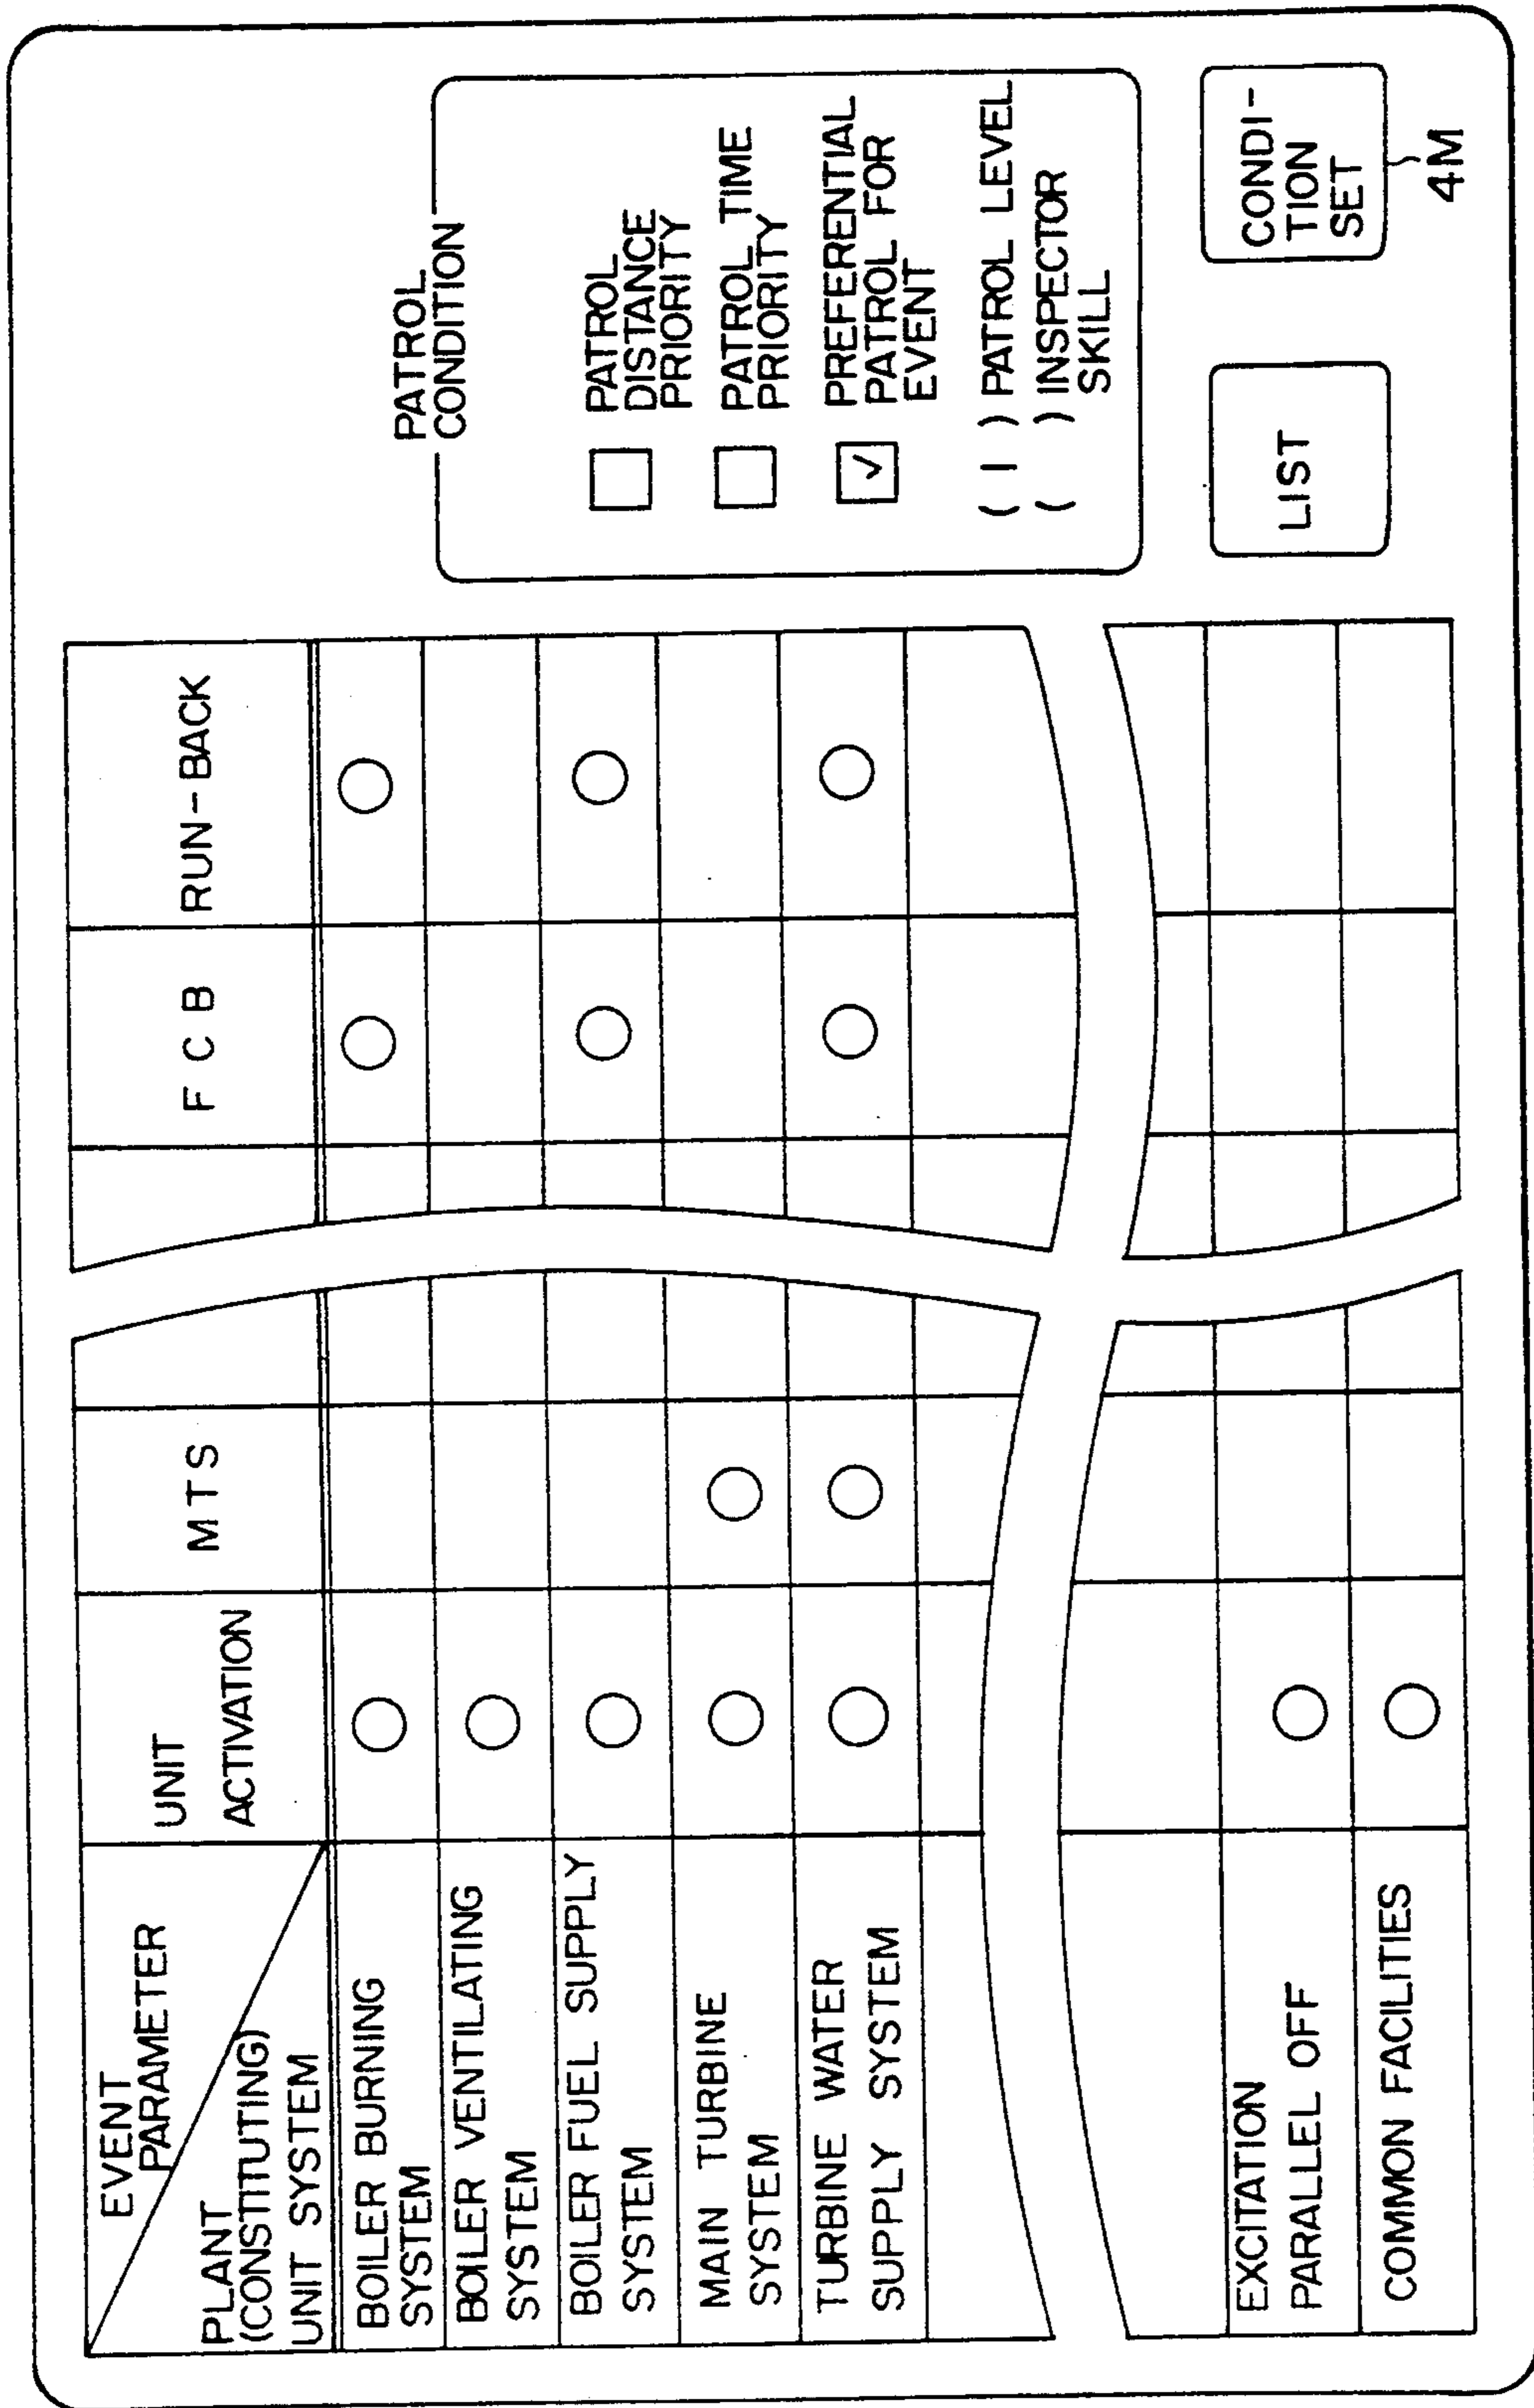 EVENT
PARAMETER
PLANT
(CONSTITUTING)
UNIT SYSTEM
UNIT
ACTIVATION
MTS
FCB
RUN-BACK
BOILER BURNING
SYSTEM
BOILER VENTILATING
SYSTEM
BOILER FUEL SUPPLY
SYSTEM
MAIN TURBINE
SYSTEM
TURBINE WATER
SUPPLY SYSTEM
EXCITATION
PARALLEL OFF
COMMON FACILITIES
PATROL
CONDITION
PATROL
DISTANCE
PRIORITY
PATROL TIME
PRIORITY
PREFERENTIAL
PATROL FOR
EVENT
( I ) PATROL LEVEL
( ) INSPECTOR
SKILL
LIST
CONDI-
TION
SET
4M